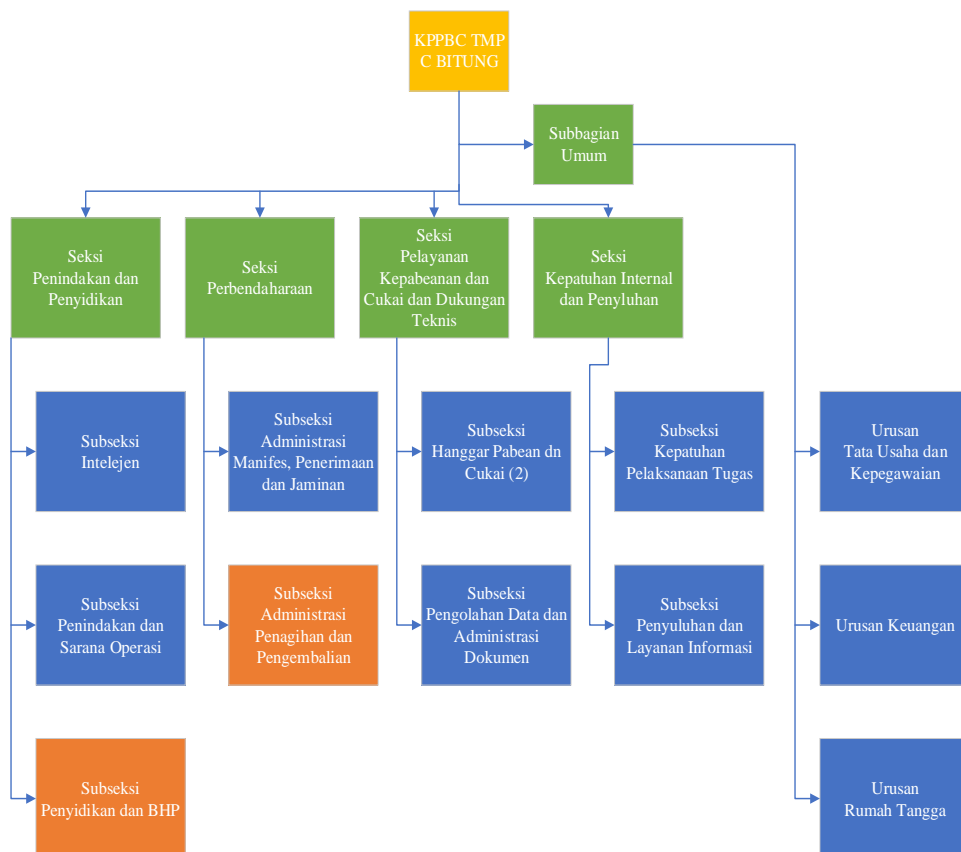 KPPBC TMP
C BITUNG
Subbagian
Umum
Seksi
Penindakan dan
Penyidikan
Seksi
Perbendaharaan
Seksi
Pelayanan
Kepabeanan dan
Cukai dan Dukungan
Teknis
Seksi
Kepatuhan Internal
dan Penyluhan
Subseksi
Intelejen
Subseksi
Administrasi
Manifes, Penerimaan
dan Jaminan
Subseksi
Hanggar Pabean dn
Cukai (2)
Subseksi
Kepatuhan
Pelaksanaan Tugas
Urusan
Tata Usaha dan
Kepegawaian
Subseksi
Penindakan dan
Sarana Operasi
Subseksi
Administrasi
Penagihan dan
Pengembalian
Subseksi
Pengolahan Data dan
Administrasi
Dokumen
Subseksi
Penyuluhan dan
Layanan Informasi
Urusan Keuangan
Subseksi
Penyidikan dan BHP
Urusan
Rumah Tangga